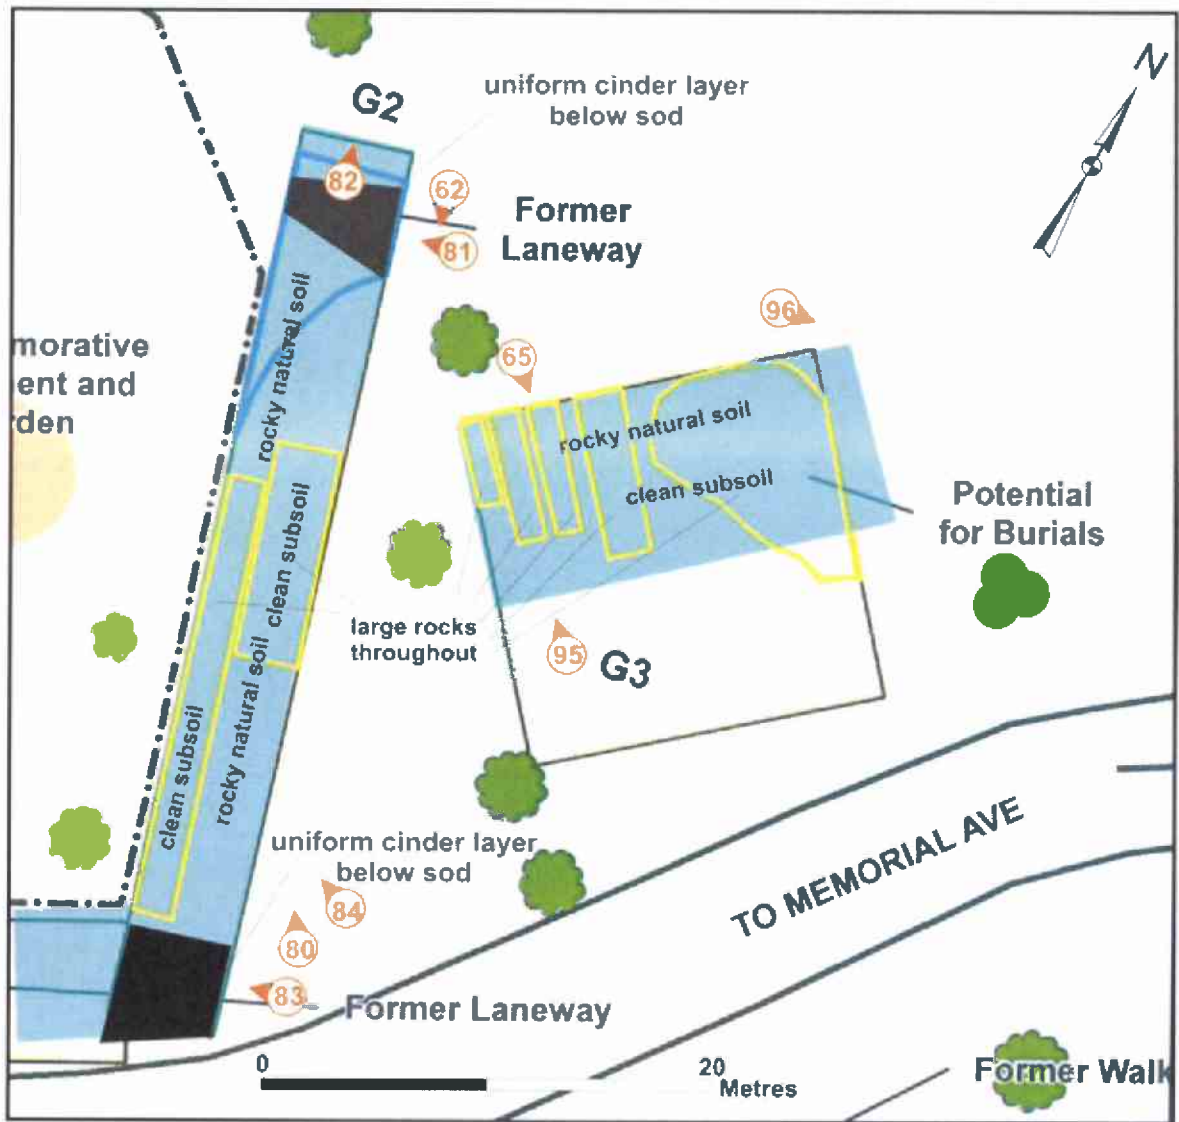 N
uniform cinder layer
below sod
G2
82
62
Former
Laneway
81
rocky natural soil
96
morative
ent and
rden
65
rocky natural soil
clean subsoil
clean subsoil
Potential
for Burials
large rocks
throughout
95
G3
rocky natural soil
clean subsoil
uniform cinder layer
below sod
84
80
83
Former Laneway
TO MEMORIAL AVE
0
20
Metres
Former Walk